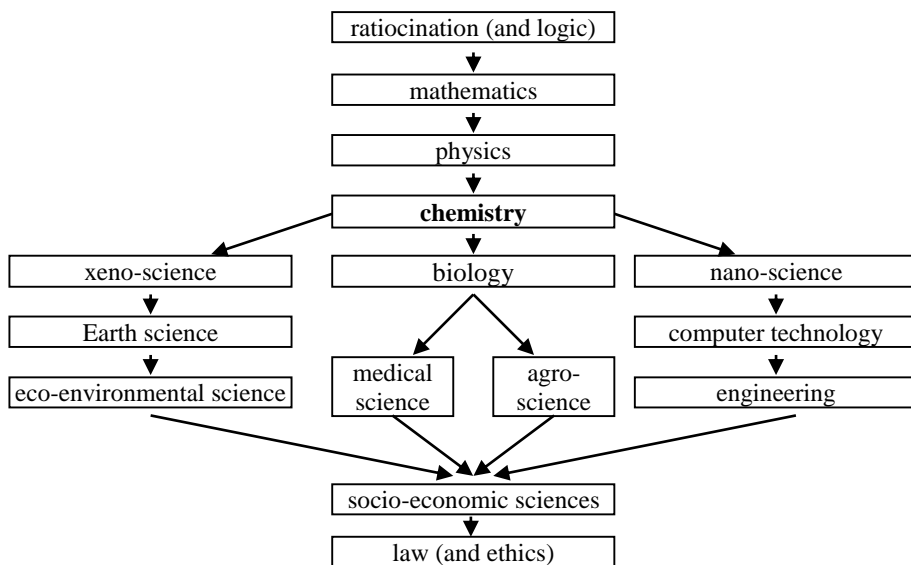 ratiocination (and logic)
mathematics
physics
chemistry
xeno-science
biology
nano-science
Earth science
computer technology
medical
science
agro-
science
eco-environmental science
engineering
socio-economic sciences
law (and ethics)